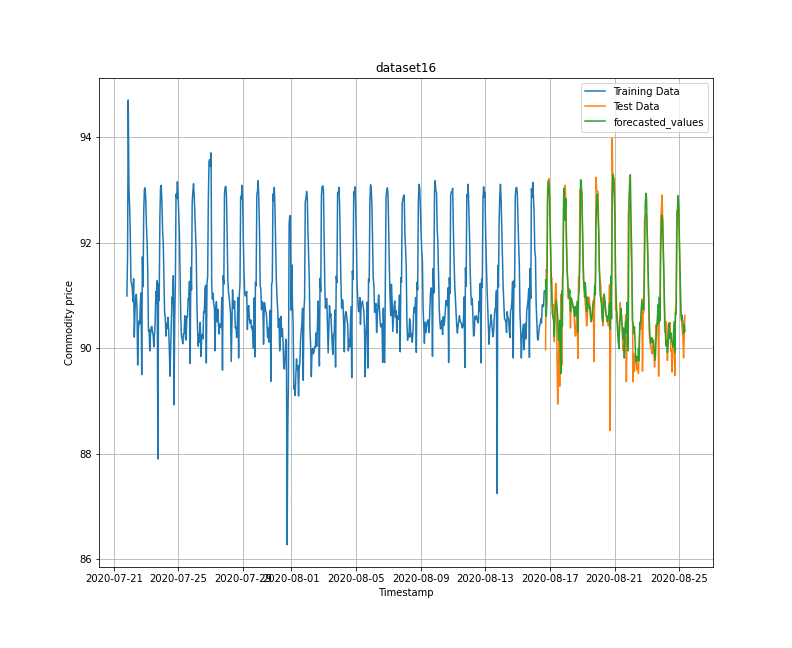 dataset16
Training Data
Test Data
forecasted_values
94
92
90
88
86
Commodity price
2020-07-21 2020-07-25 2020-07-29 2020-08-01 2020-08-05 2020-08-09 2020-08-13 2020-08-17 2020-08-21 2020-08-25
Timestamp